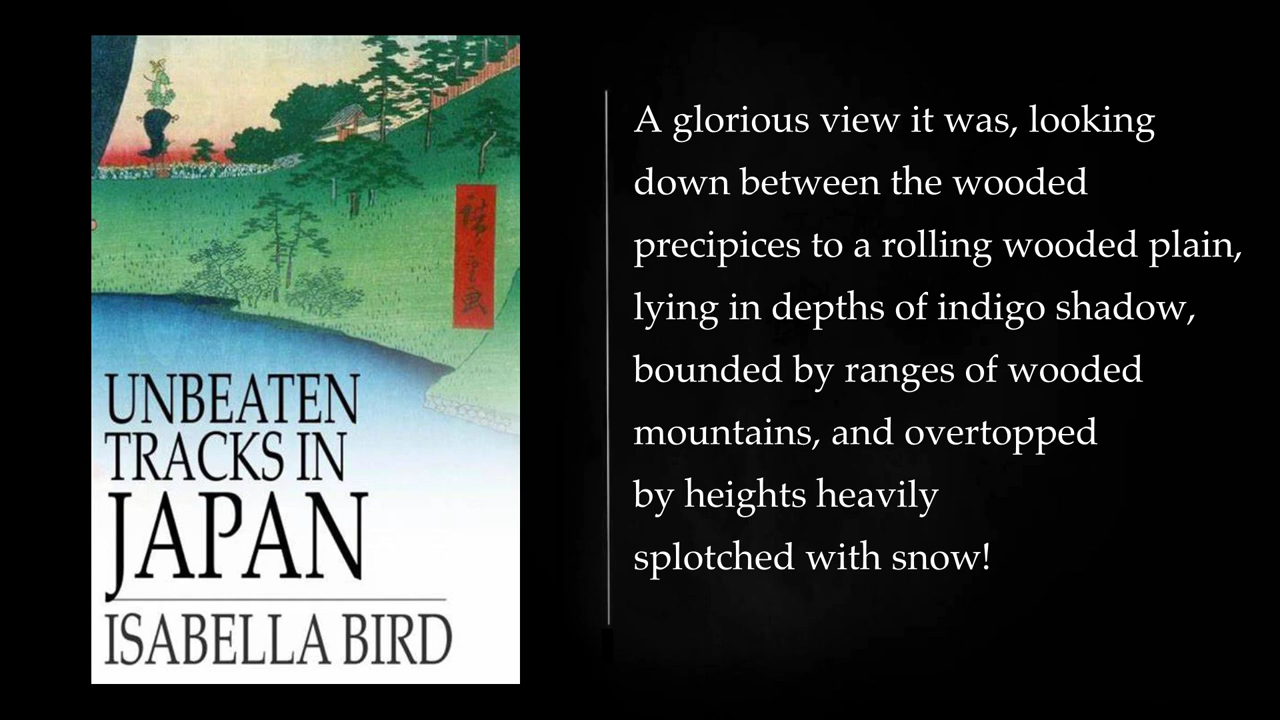 UNBEATEN
TRACKS IN
JAPAN
ISABELLA BIRD
A glorious view it was, looking
down between the wooded
precipices to a rolling wooded plain,
lying in depths of indigo shadow,
bounded by ranges of wooded
mountains, and overtopped
by heights heavily
splotched with snow!